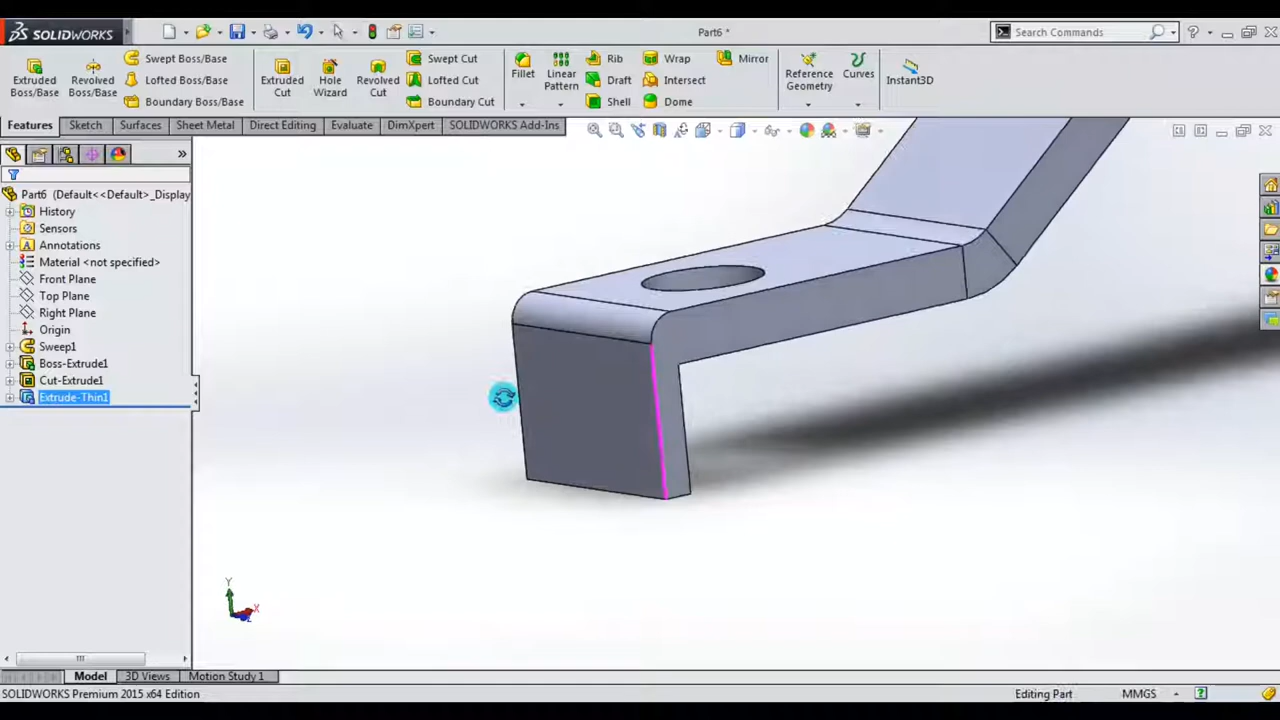 SOLIDWORKS
Part6 *
Search Commands
Extruded Boss/Base
Revolved Boss/Base
Swept Boss/Base
Lofted Boss/Base
Boundary Boss/Base
Extruded Cut
Hole Wizard
Revolved Cut
Swept Cut
Lofted Cut
Boundary Cut
Fillet
Linear Pattern
Rib
Draft
Shell
Wrap
Intersect
Dome
Mirror
Reference Geometry
Curves
Instant3D
Features
Sketch
Surfaces
Sheet Metal
Direct Editing
Evaluate
DimXpert
SOLIDWORKS Add-Ins
Part6 (Default<<Default>_Display
History
Sensors
Annotations
Material <not specified>
Front Plane
Top Plane
Right Plane
Origin
Sweep1
Boss-Extrude1
Cut-Extrude1
Extrude-Thin1
Y
X
Model
3D Views
Motion Study 1
SOLIDWORKS Premium 2015 x64 Edition
Editing Part
MMGS